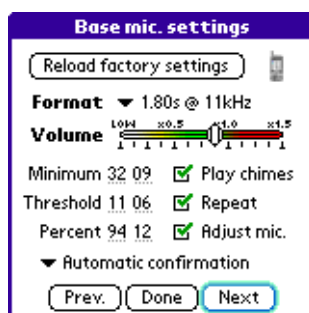 Base mic. settings
Reload factory settings
Format 1.80s @ 11kHz
LOW x0.5 x1.0 x1.5
Volume
Minimum 32 09 Play chimes
Threshold 11 06 Repeat
Percent 94 12 Adjust mic.
Automatic confirmation
Prev. Done Next